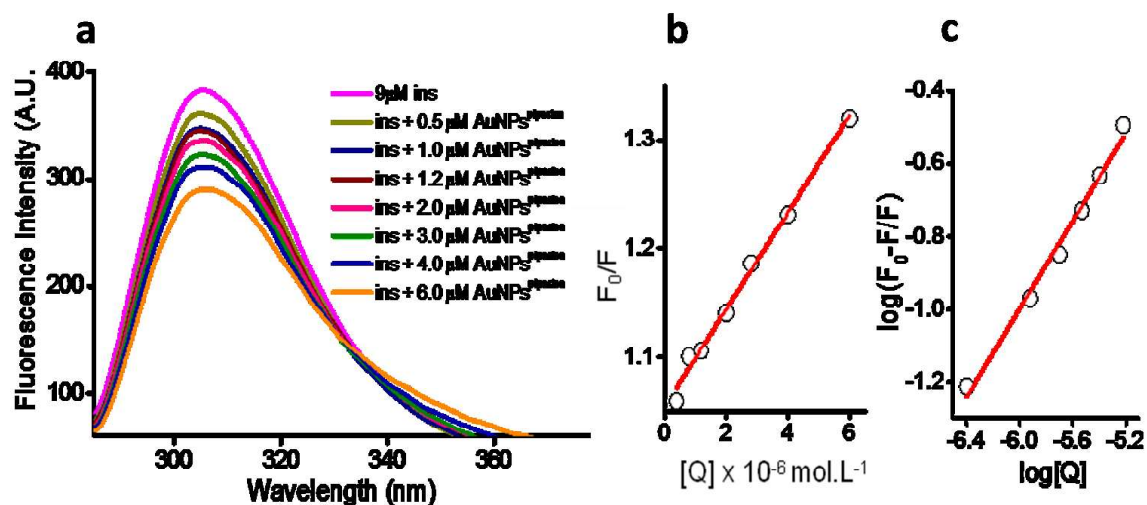 a
b
c
400
300
200
100
Fluorescence Intensity (A.U.)
9μM ins
ins + 0.5 μM AuNPs
ins + 1.0 μM AuNPs
ins + 1.2 μM AuNPs
ins + 2.0 μM AuNPs
ins + 3.0 μM AuNPs
ins + 4.0 μM AuNPs
ins + 6.0 μM AuNPs
300 320 340 360
Wavelength (nm)
F₀/F
1.3
1.2
1.1
0 2 4 6
[Q] x 10⁻⁶ mol.L⁻¹
log(F₀-F/F)
-0.4
-0.6
-0.8
-1.0
-1.2
-6.4 -6.0 -5.6 -5.2
log[Q]